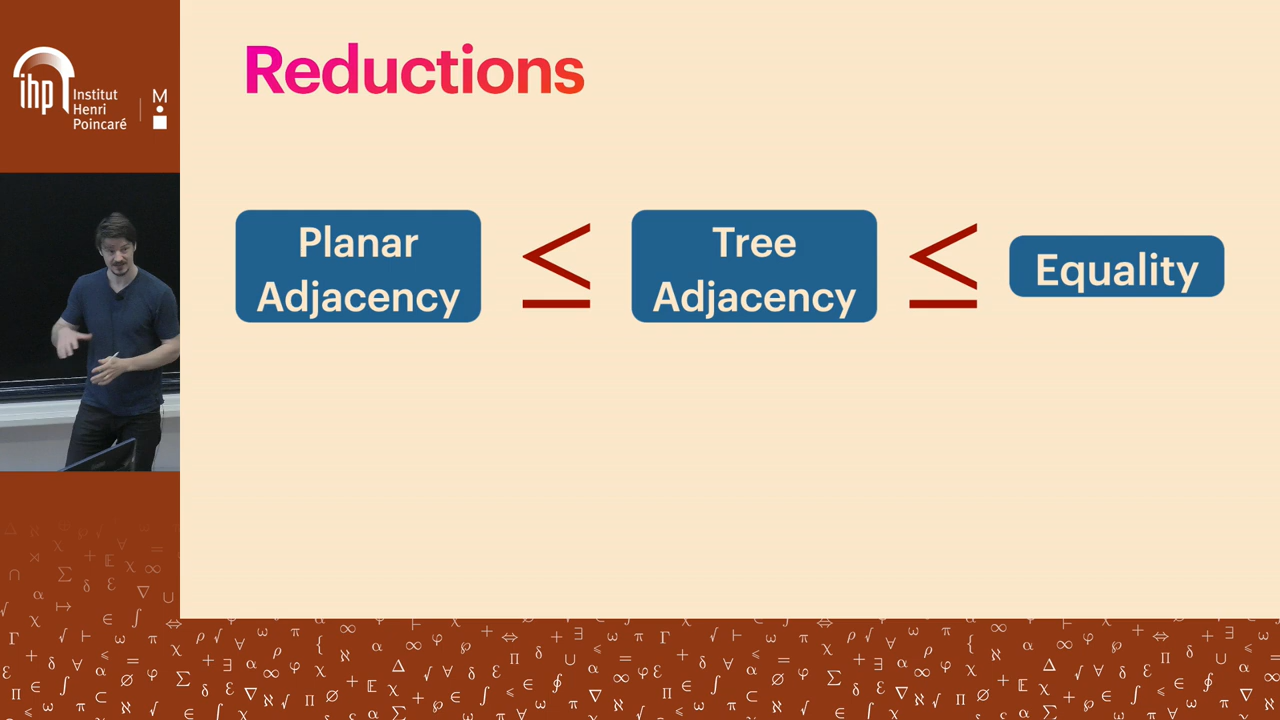 Reductions
ihp
Institut
Henri
Poincaré
M
Planar
Adjacency
≤
Tree
Adjacency
≤
Equality